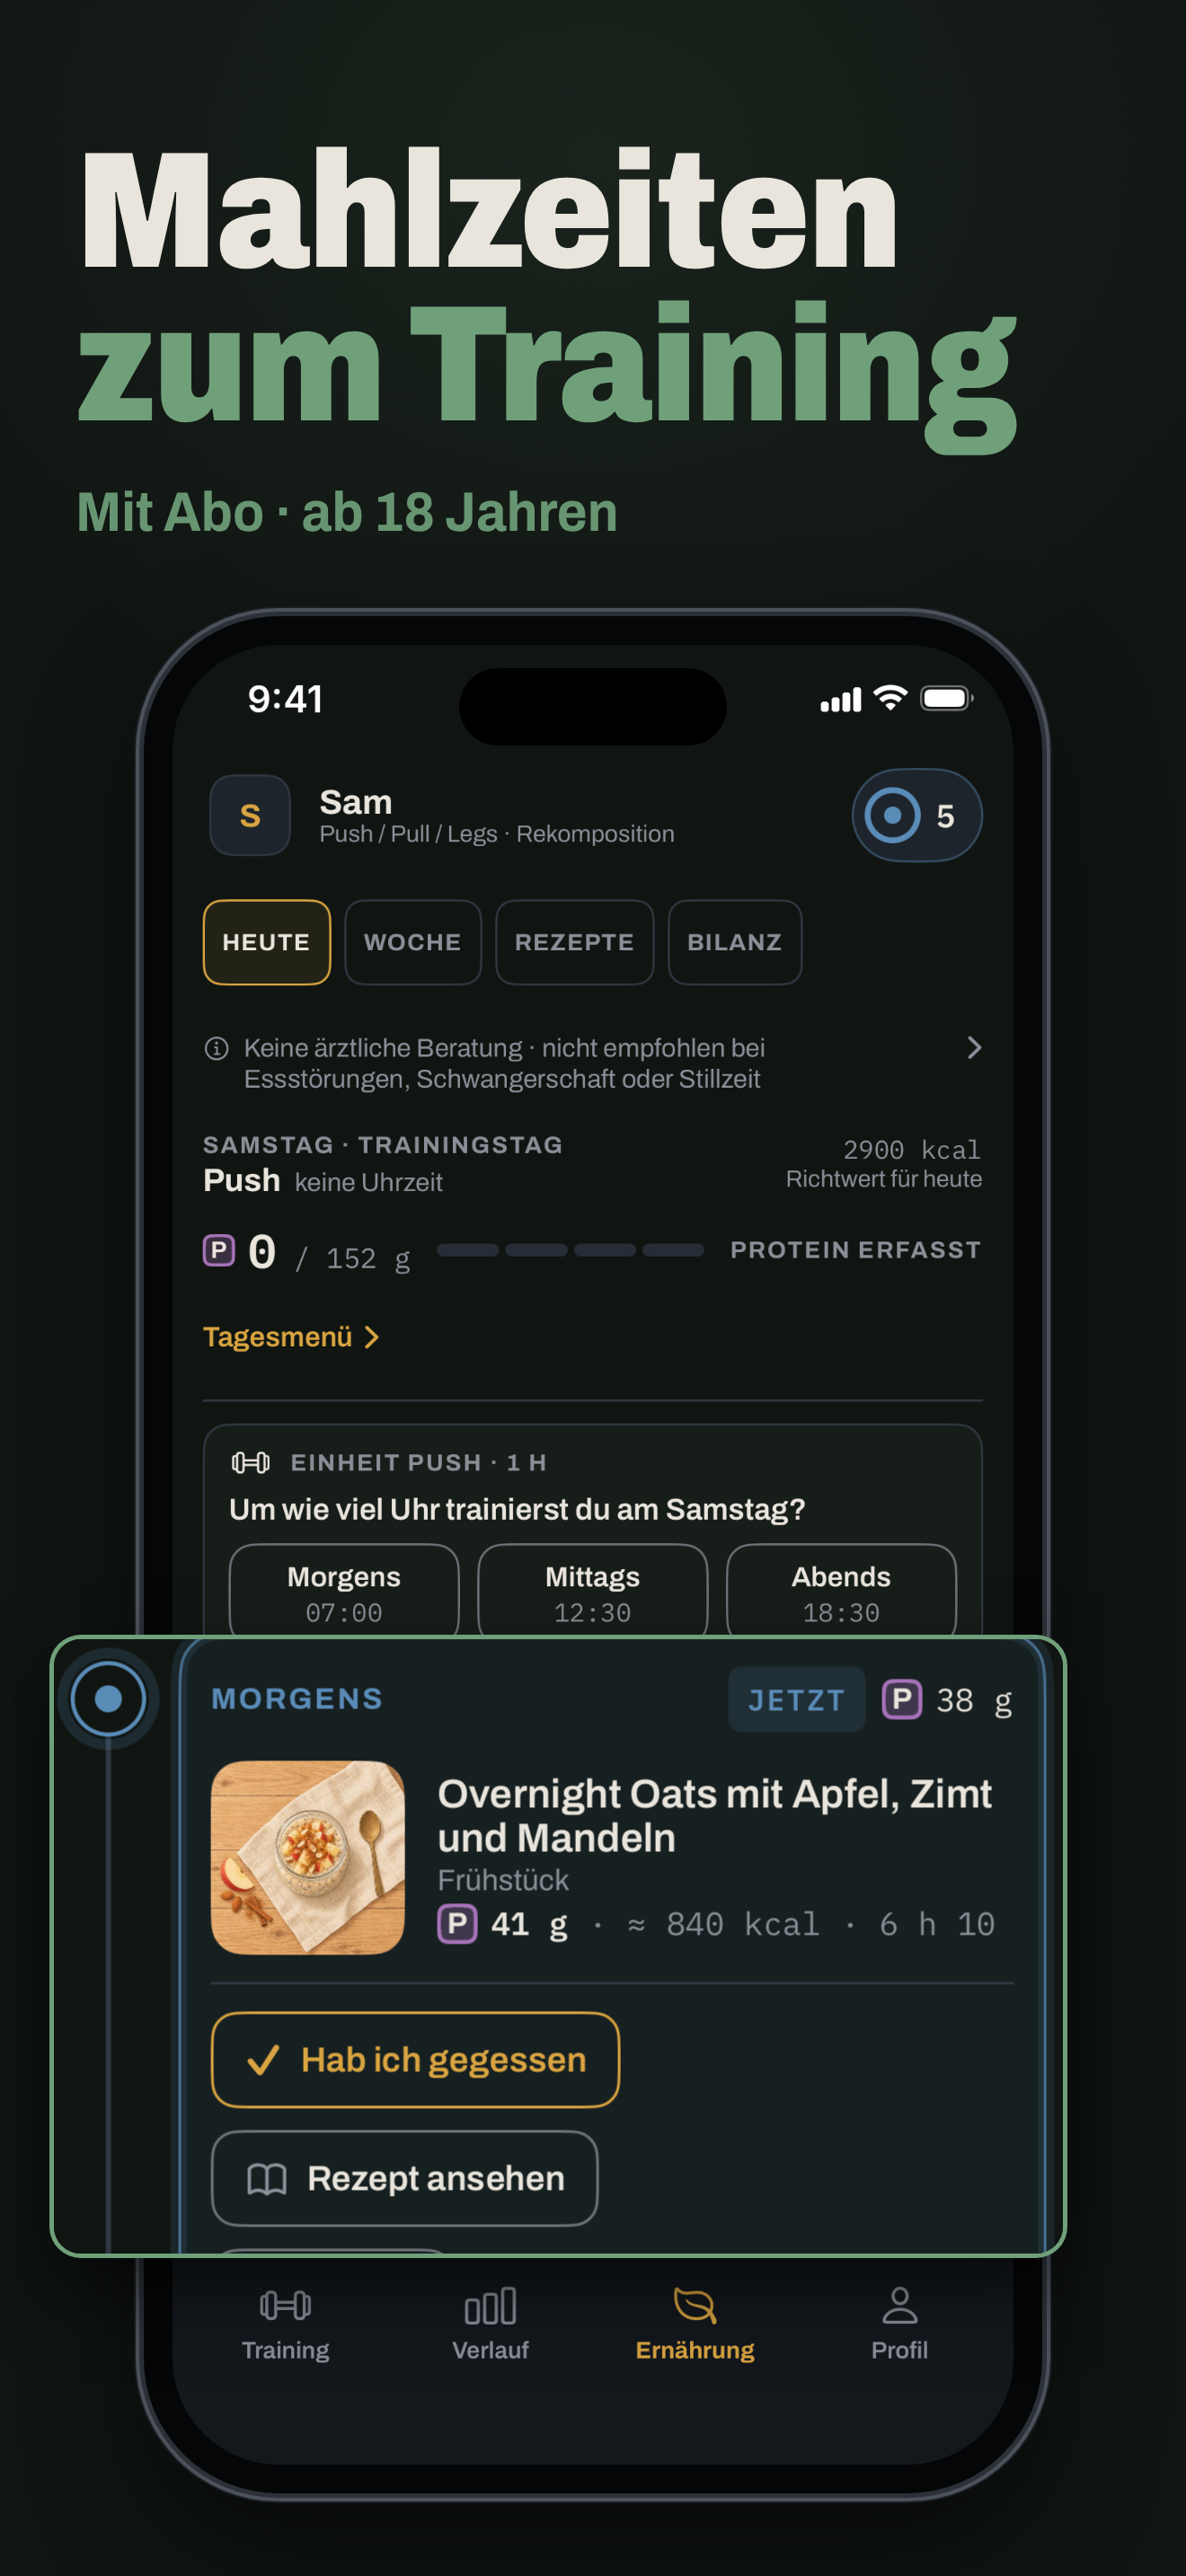 Mahlzeiten
zum Training
Mit Abo · ab 18 Jahren
9:41
S
Sam
Push / Pull / Legs · Rekomposition
5
HEUTE
WOCHE
REZEPTE
BILANZ
Keine ärztliche Beratung · nicht empfohlen bei
Essstörungen, Schwangerschaft oder Stillzeit
SAMSTAG · TRAININGSTAG
2900 kcal
Push keine Uhrzeit
Richtwert für heute
P 0 / 152 g
PROTEIN ERFASST
Tagesmenü
EINHEIT PUSH · 1 H
Um wie viel Uhr trainierst du am Samstag?
Morgens
Mittags
Abends
07:00
12:30
18:30
MORGENS
JETZT
P 38 g
Overnight Oats mit Apfel, Zimt
und Mandeln
Frühstück
P 41 g · ≈ 840 kcal · 6 h 10
Hab ich gegessen
Rezept ansehen
Training
Verlauf
Ernährung
Profil